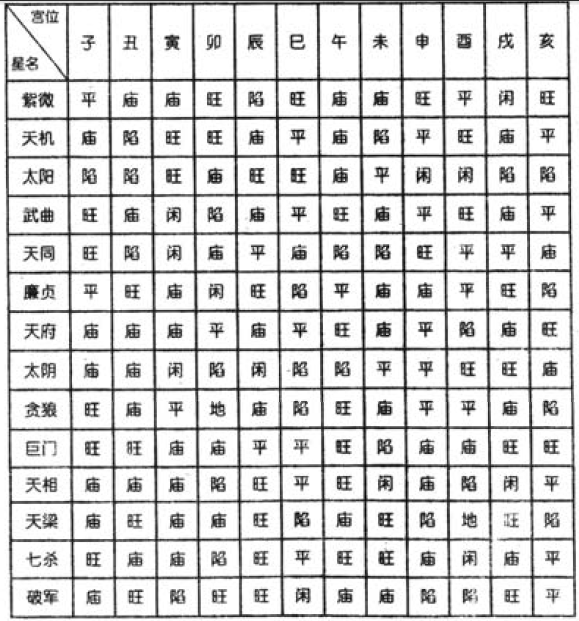 宫位
星名 子 丑 寅 卯 辰 巳 午 未 申 酉 戌 亥
紫微 平 庙 庙 旺 陷 旺 庙 庙 旺 平 闲 旺
天机 庙 陷 旺 旺 庙 平 庙 陷 平 旺 庙 平
太阳 陷 陷 旺 庙 旺 旺 庙 平 闲 闲 陷 陷
武曲 旺 庙 闲 陷 庙 平 旺 庙 平 旺 庙 平
天同 旺 陷 闲 庙 平 庙 陷 陷 旺 平 平 庙
廉贞 平 旺 庙 闲 旺 陷 平 庙 庙 平 旺 陷
天府 庙 庙 庙 平 庙 平 旺 庙 平 陷 庙 旺
太阴 庙 庙 闲 陷 闲 陷 陷 平 平 旺 旺 庙
贪狼 旺 庙 平 地 庙 陷 旺 庙 平 平 庙 陷
巨门 旺 旺 庙 庙 平 平 旺 陷 庙 庙 旺 旺
天相 庙 庙 庙 陷 旺 平 旺 闲 庙 陷 闲 平
天梁 庙 旺 庙 庙 旺 陷 庙 旺 陷 地 旺 陷
七杀 旺 庙 庙 陷 旺 平 旺 旺 庙 闲 庙 平
破军 庙 旺 陷 旺 旺 闲 庙 庙 陷 陷 旺 平